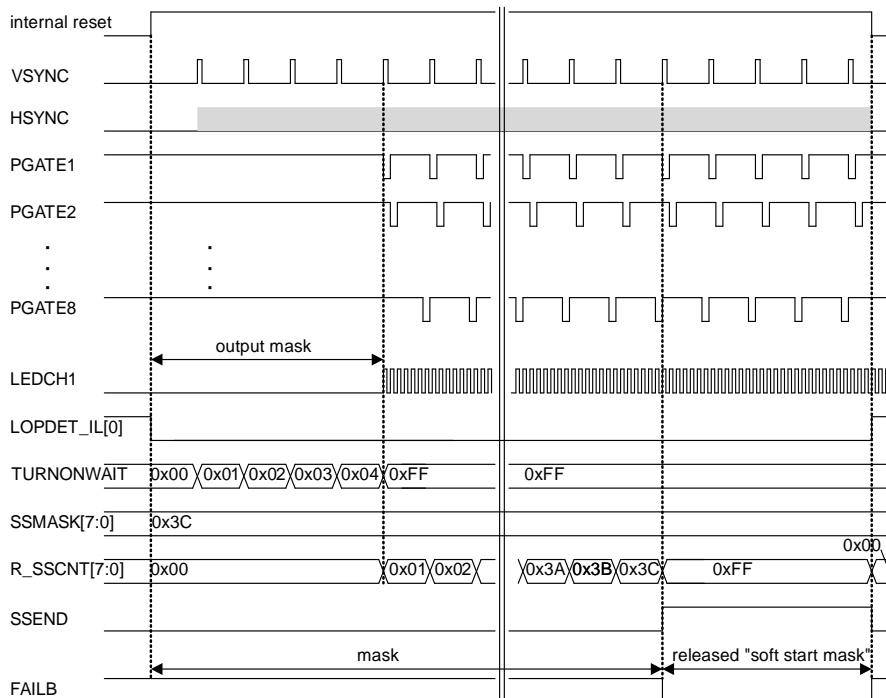 internal reset
VSYNC
HSYNC
PGATE1
PGATE2
PGATE8
output mask
LEDCH1
LOPDET_IL[0]
TURNONWAIT 0x00 0x01 0x02 0x03 0x04 0xFF 0xFF
SSMASK[7:0] 0x3C
0x00
R_SSCNT[7:0] 0x00 0x01 0x02 0x3A 0x3B 0x3C 0xFF
SSEND
mask released "soft start mask"
FAILB